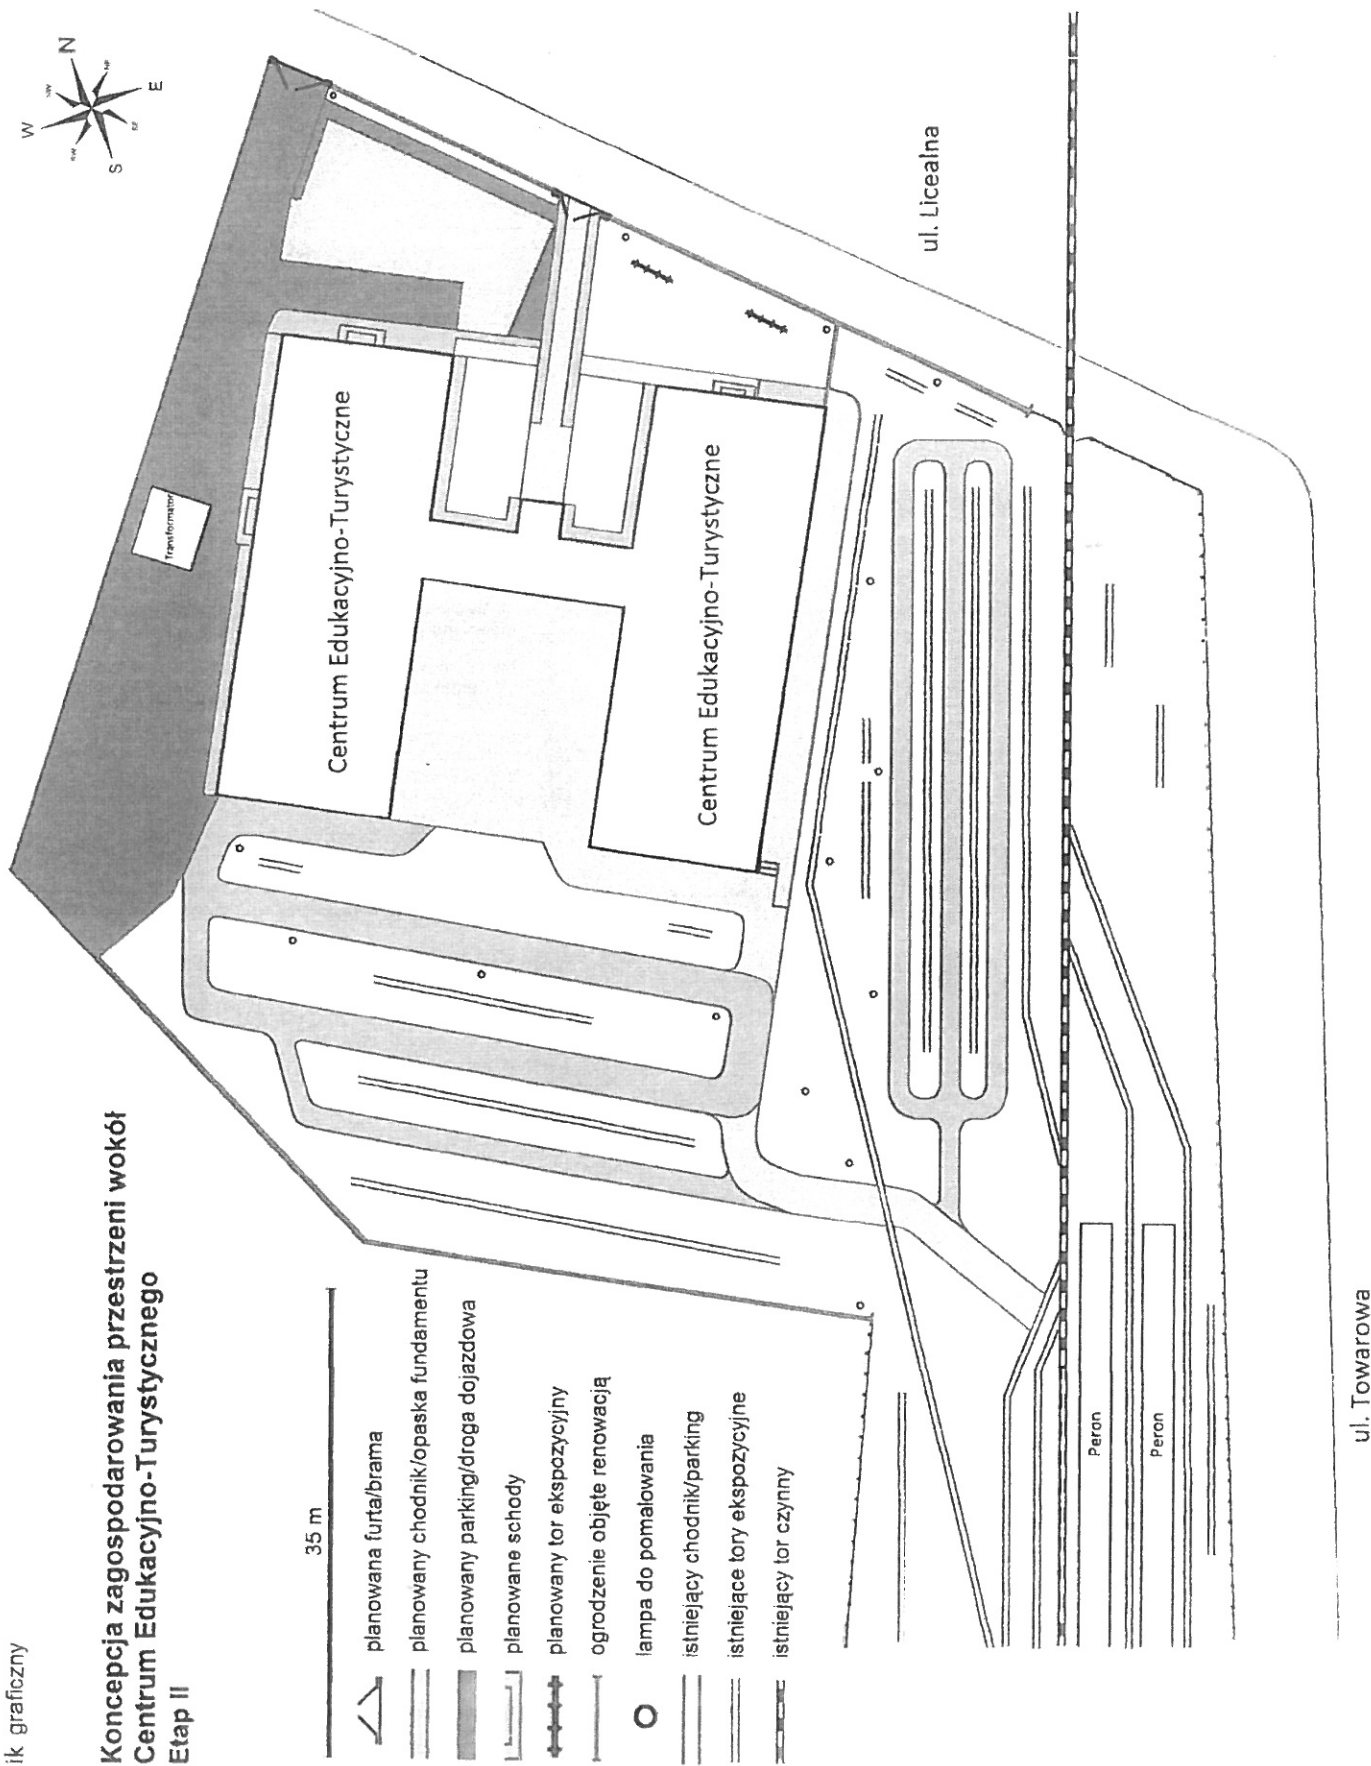 ik graficzny
Koncepcja zagospodarowania przestrzeni wokół
Centrum Edukacyjno-Turystycznego
Etap II
35 m
planowana furta/brama
planowany chodnik/opaska fundamentu
planowany parking/droga dojazdowa
planowane schody
planowany tor ekspozycyjny
ogrodzenie objęte renowacją
lampa do pomalowania
istniejący chodnik/parking
istniejące tory ekspozycyjne
istniejący tor czynny
Transformator
Centrum Edukacyjno-Turystyczne
Centrum Edukacyjno-Turystyczne
ul. Licealna
Peron
Peron
ul. Towarowa
N
E
S
W